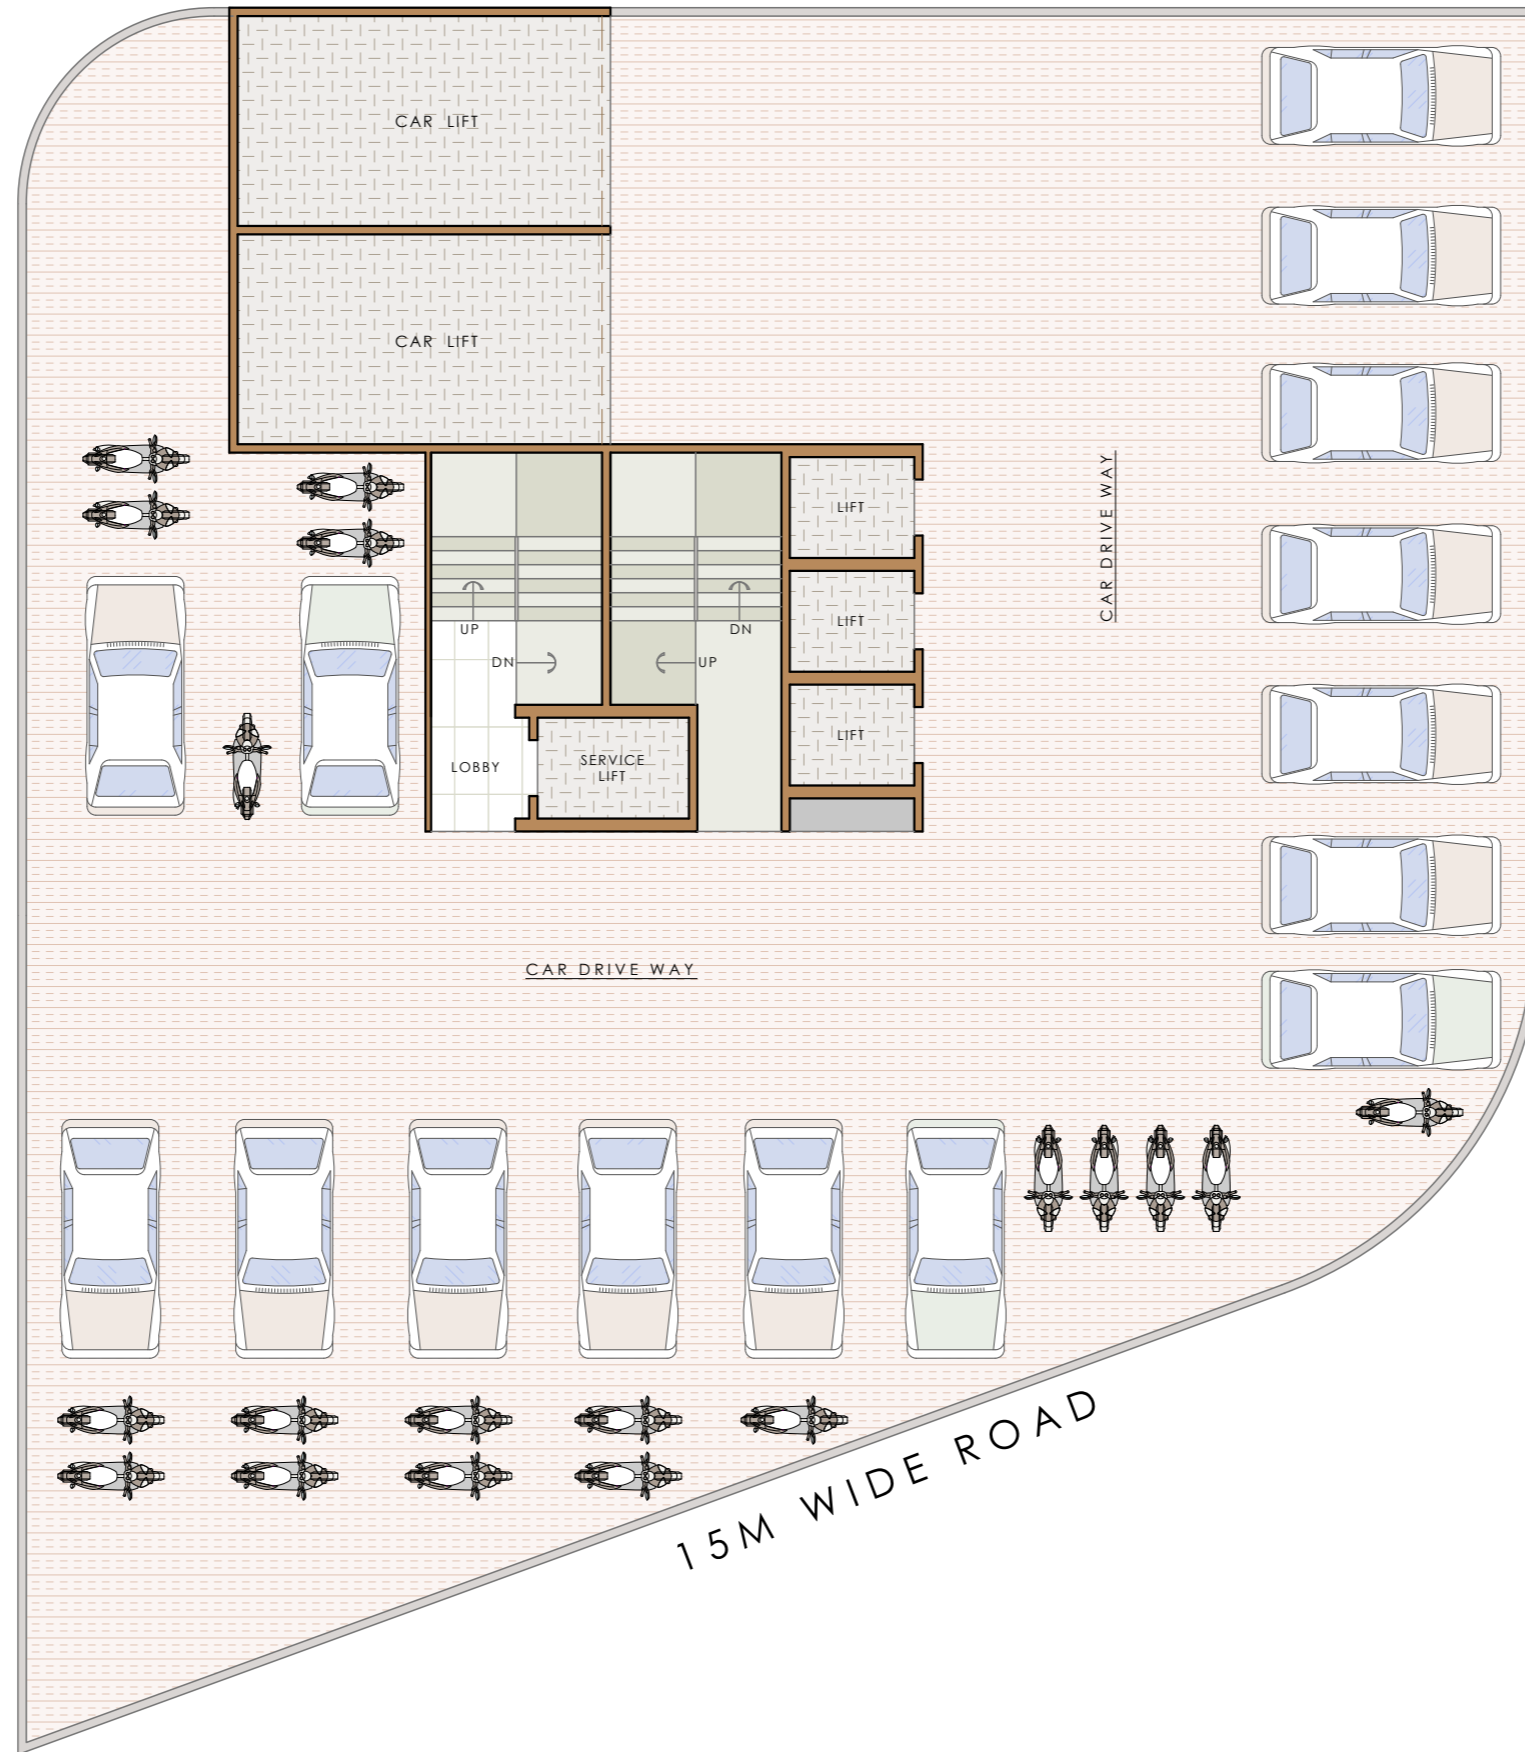 CAR LIFT
CAR LIFT
LIFT
CAR DRIVE WAY
LIFT
UP
DN
DN
UP
LIFT
LOBBY
SERVICE
LIFT
CAR DRIVE WAY
15M WIDE ROAD